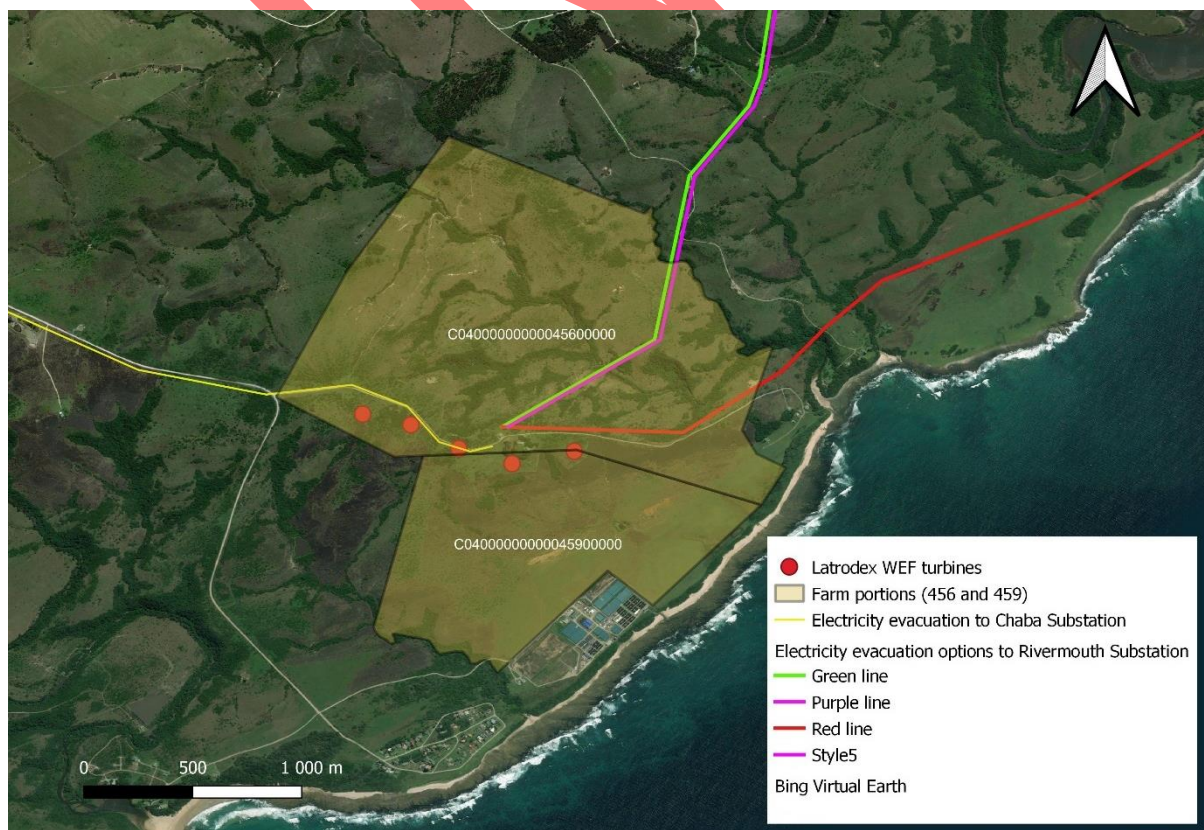 C04000000000045600000
C04000000000045900000
Latrodex WEF turbines
Farm portions (456 and 459)
Electricity evacuation to Chaba Substation
Electricity evacuation options to Rivermouth Substation
Green line
Purple line
Red line
Style5
Bing Virtual Earth
0 500 1 000 m